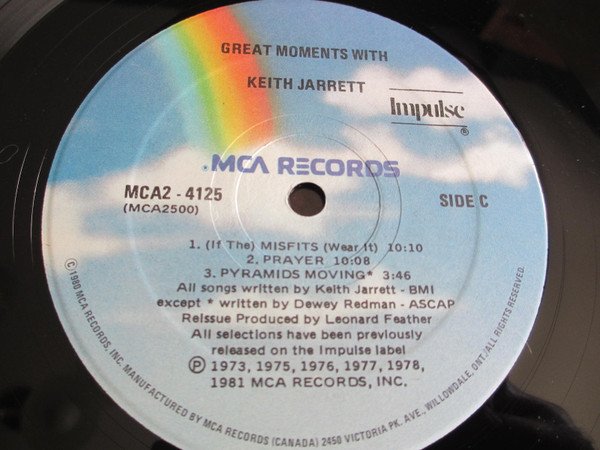 GREAT MOMENTS WITH
KEITH JARRETT
Impulse®
MCA RECORDS
MCA2 - 4125
(MCA2500)
SIDE C
1. (If The) MISFITS (Wear It) 10:10
2. PRAYER 10:08
3. PYRAMIDS MOVING* 3:46
All songs written by Keith Jarrett - BMI
except * written by Dewey Redman - ASCAP
Reissue Produced by Leonard Feather
All selections have been previously
released on the Impulse label
Ⓟ 1973, 1975, 1976, 1977, 1978,
1981 MCA RECORDS, INC.
© 1980 MCA RECORDS, INC. MANUFACTURED BY MCA RECORDS (CANADA) 2450 VICTORIA PK. AVE., WILLOWDALE, ONT./ALL RIGHTS RESERVED.